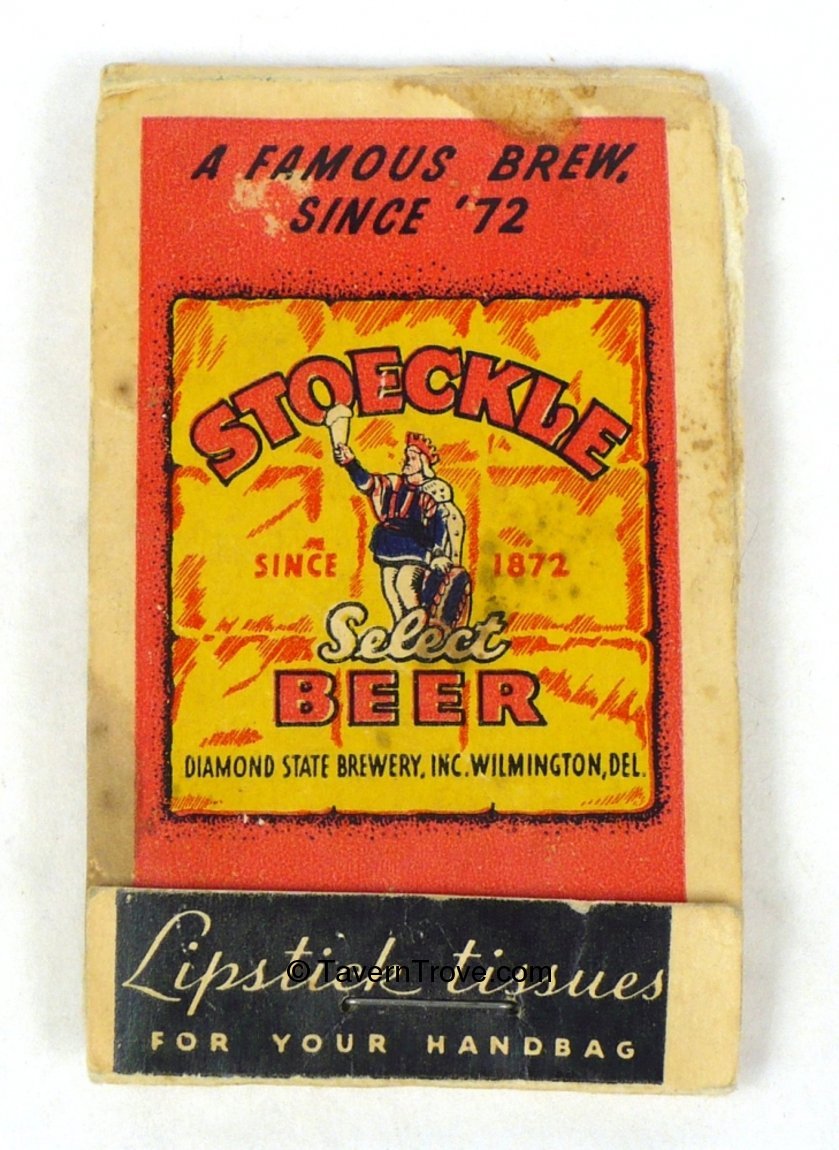 A FAMOUS BREW,
SINCE '72
STOECKLE
SINCE 1872
Select
BEER
DIAMOND STATE BREWERY, INC. WILMINGTON, DEL.
Lipstick tissues
© TavernTrove.com
FOR YOUR HANDBAG